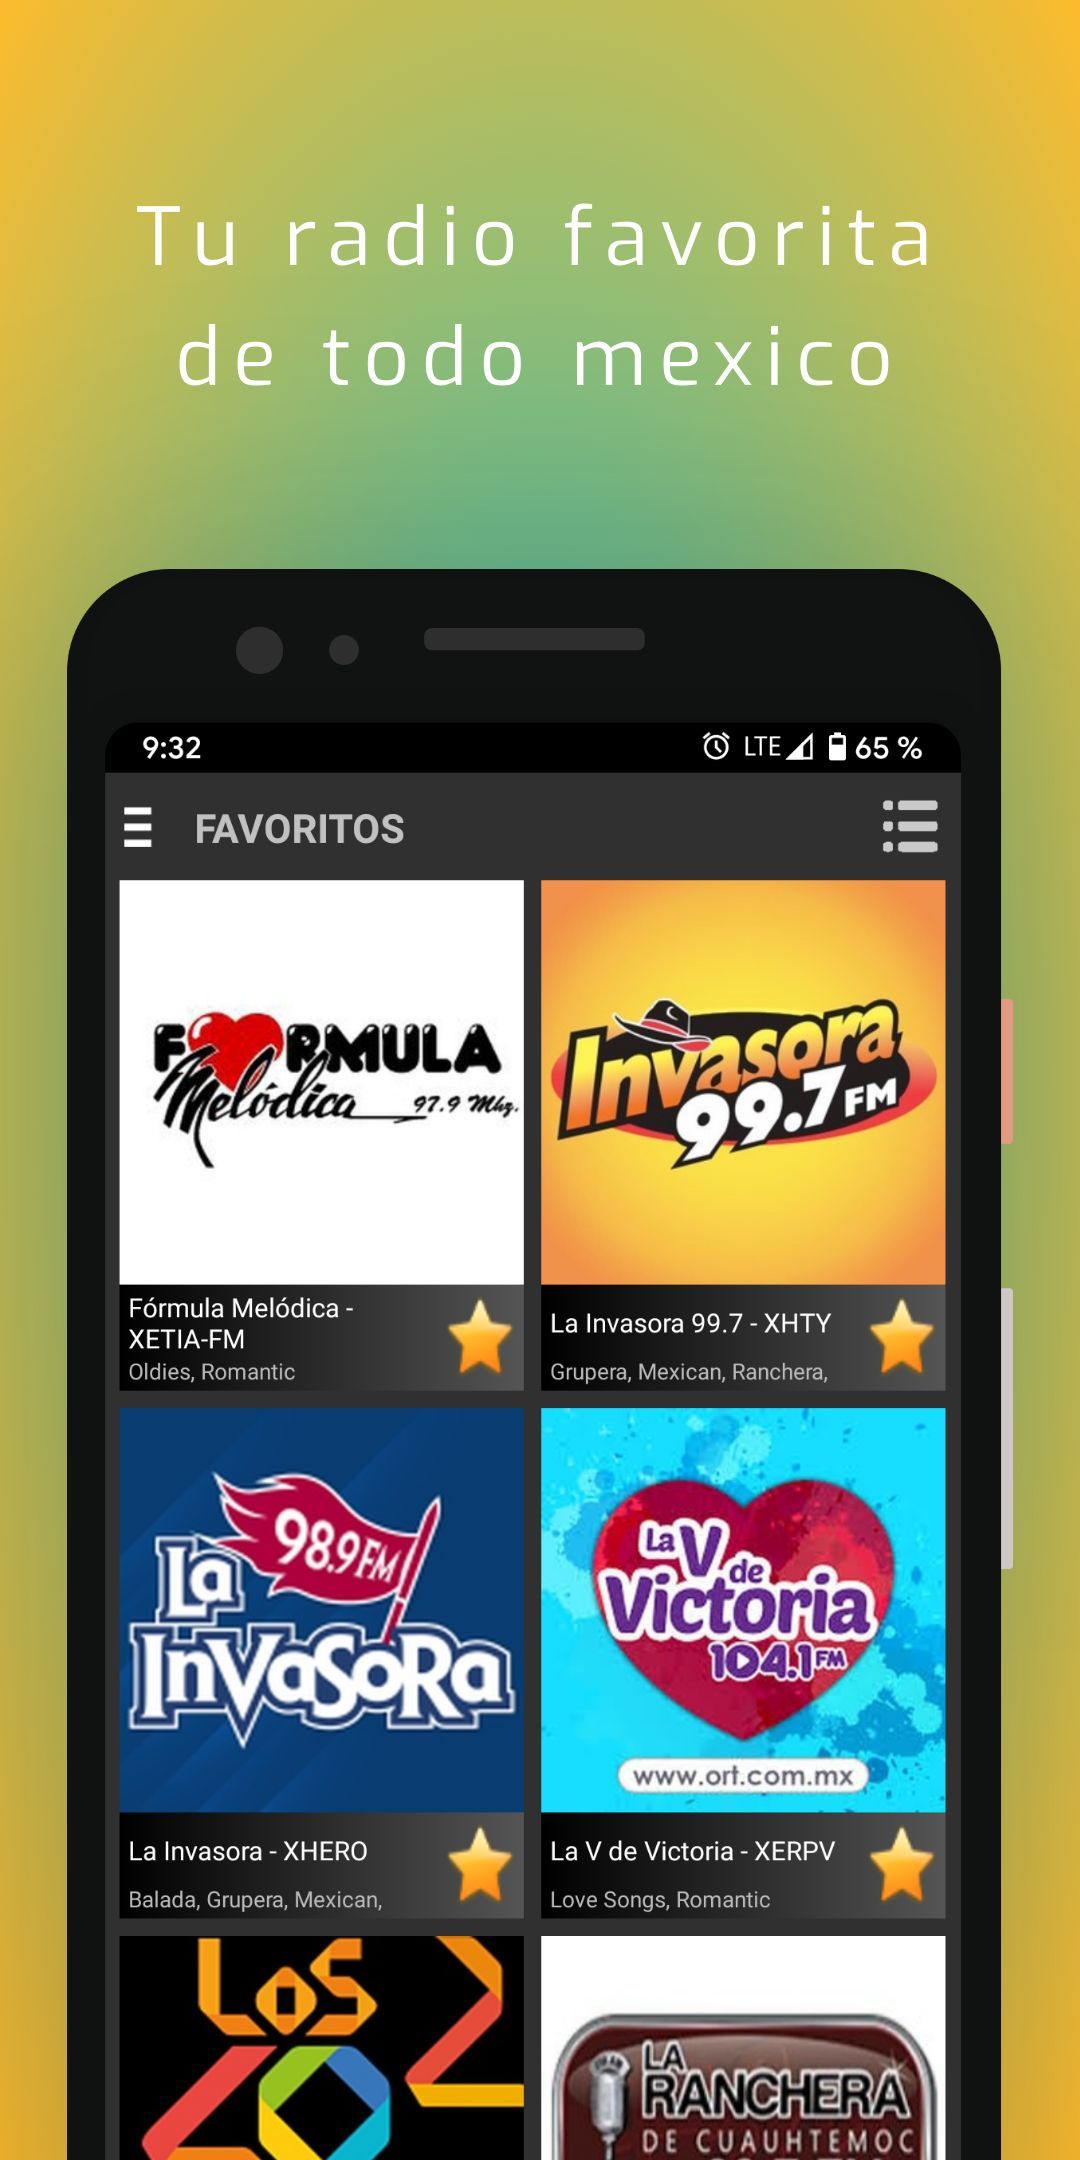 Tu radio favorita
de todo mexico
9:32
LTE
65 %
FAVORITOS
FÓRMULA
Melódica
97.9 Mhz.
Invasora
99.7 FM
Fórmula Melódica -
XETIA-FM
Oldies, Romantic
La Invasora 99.7 - XHTY
Grupera, Mexican, Ranchera,
98.9 FM
La
InVaSoRa
La V de
Victoria
104.1 FM
www.ort.com.mx
La Invasora - XHERO
Balada, Grupera, Mexican,
La V de Victoria - XERPV
Love Songs, Romantic
LOS
LA
RANCHERA
DE CUAUHTEMOC